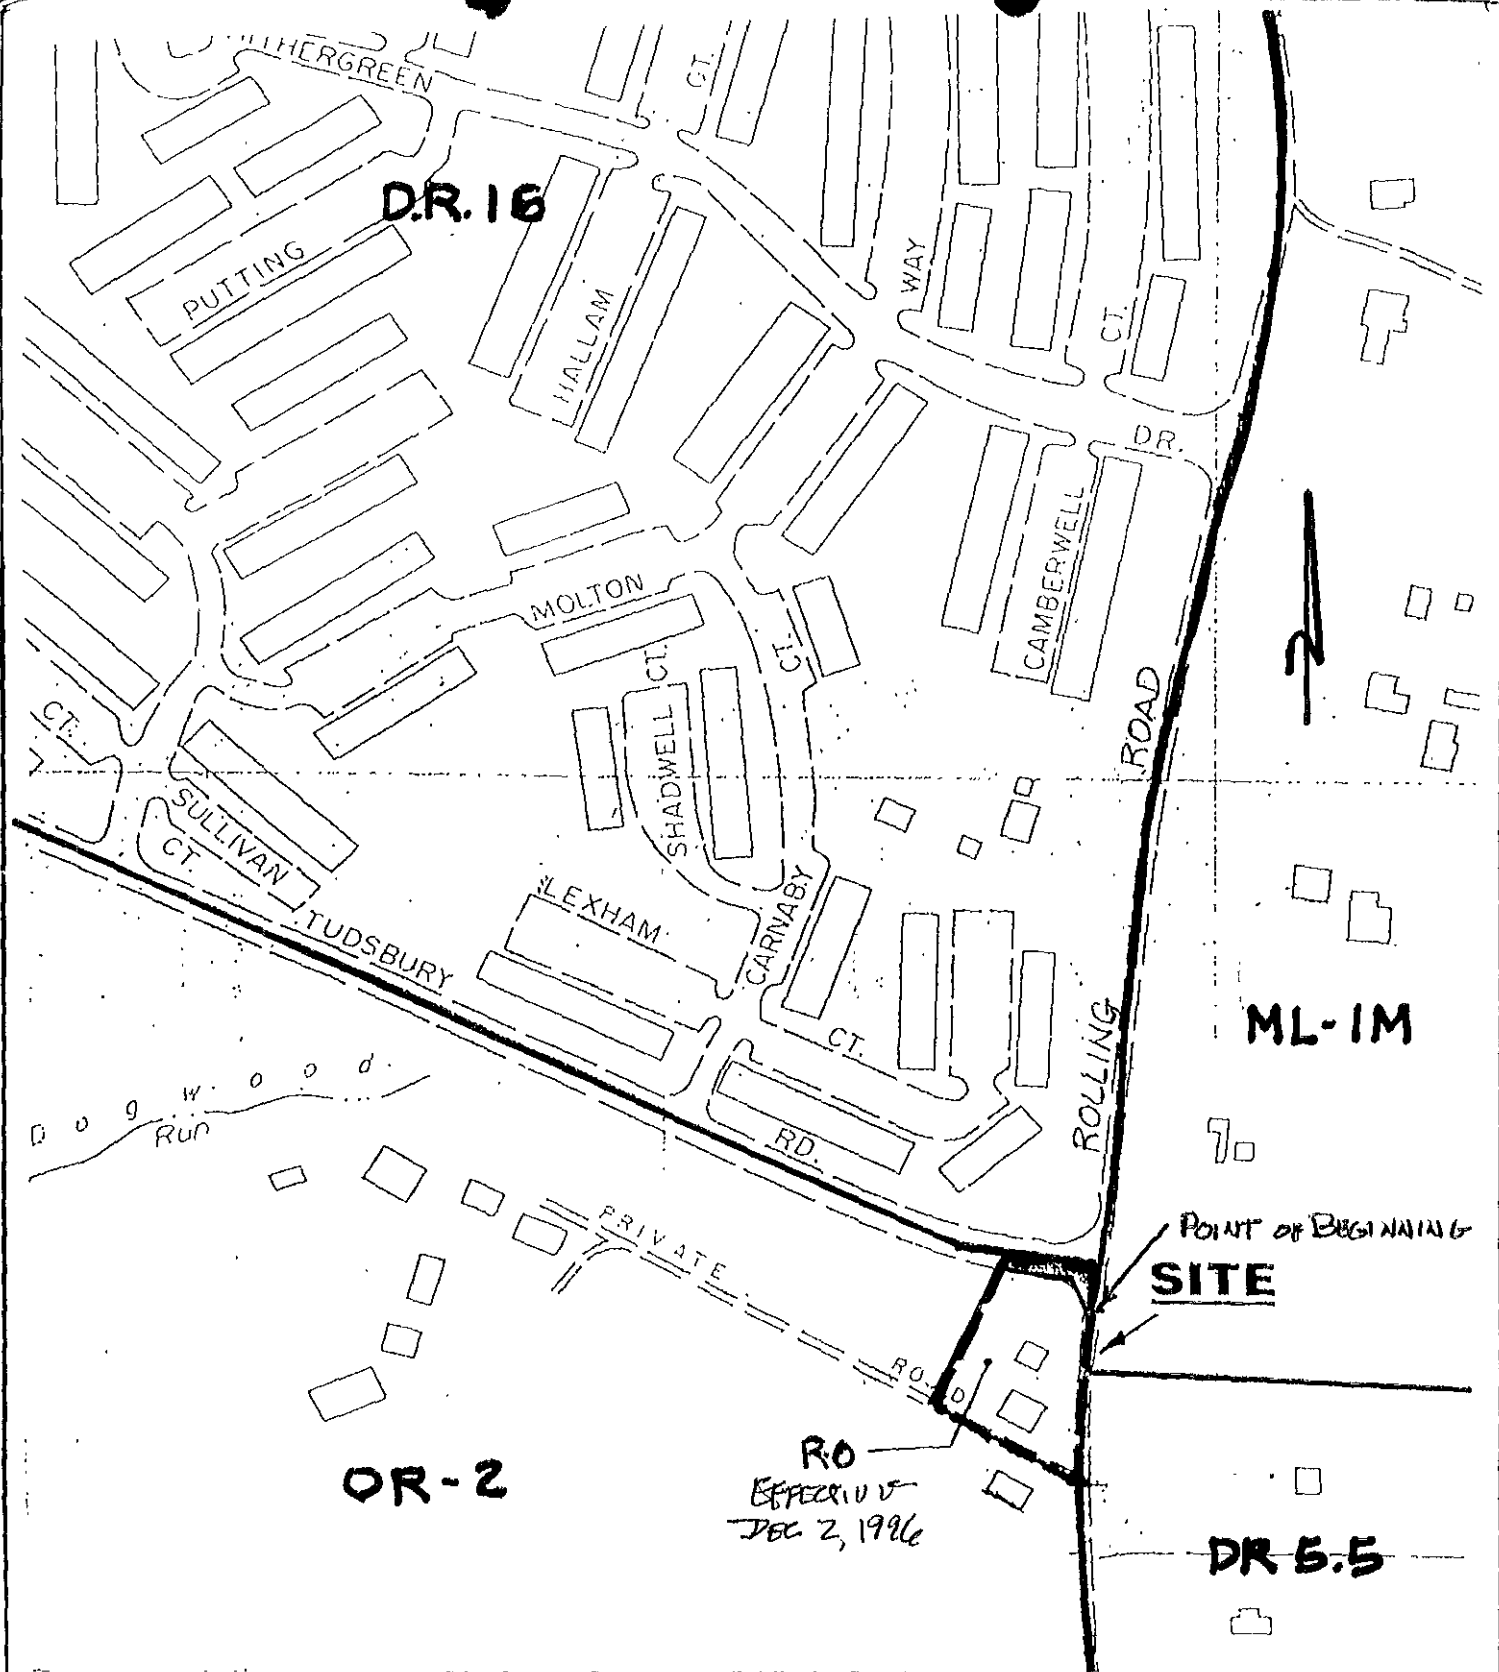 CT.
D.R. 16
PUTTING
HALLAM
WAY
CT.
DR.
CAMBERWELL
MOLTON
CT.
CT.
SHADWELL
ROAD
CT.
SULLIVAN
CT
TUDSBURY
LEXHAM
CARNABY
CT.
ROLLING
ML-1M
Dogwood
Run
RD.
PRIVATE
ROAD
POINT OF BEGINNING
SITE
OR-2
RO
EFFECTIVE
DEC 2, 1996
DR 5.5